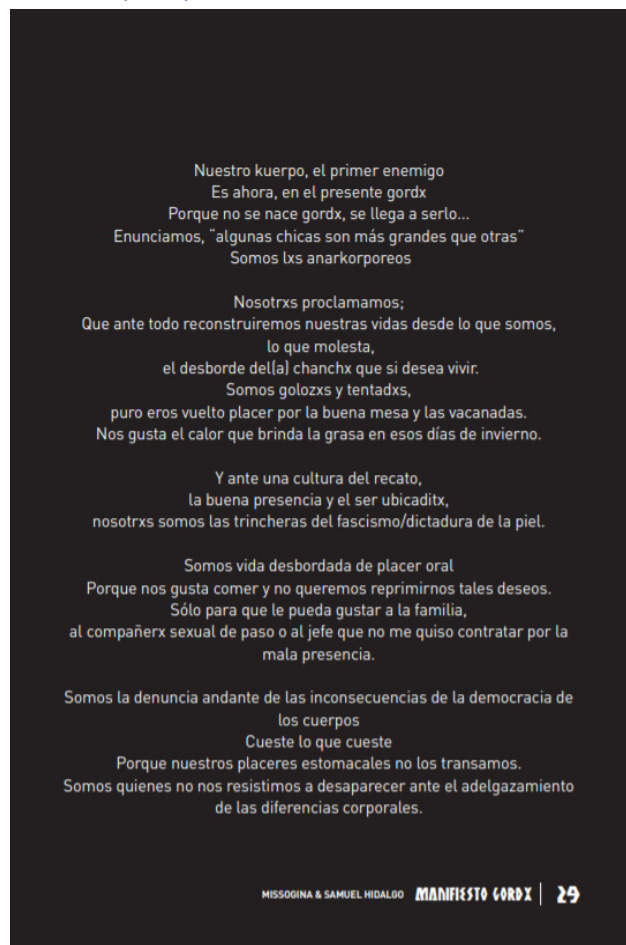 Nuestro kuerpo, el primer enemigo
Es ahora, en el presente gordx
Porque no se nace gordx, se llega a serlo...
Enunciamos, "algunas chicas son más grandes que otras"
Somos lxs anarkorporeos
Nosotrxs proclamamos;
Que ante todo reconstruiremos nuestras vidas desde lo que somos,
lo que molesta,
el desborde del(a) chanchx que si desea vivir.
Somos golozxs y tentadxs,
puro eros vuelto placer por la buena mesa y las vacanadas.
Nos gusta el calor que brinda la grasa en esos días de invierno.
Y ante una cultura del recato,
la buena presencia y el ser ubicaditx,
nosotrxs somos las trincheras del fascismo/dictadura de la piel.
Somos vida desbordada de placer oral
Porque nos gusta comer y no queremos reprimirnos tales deseos.
Sólo para que le pueda gustar a la familia,
al compañerx sexual de paso o al jefe que no me quiso contratar por la
mala presencia.
Somos la denuncia andante de las inconsecuencias de la democracia de
los cuerpos
Cueste lo que cueste
Porque nuestros placeres estomacales no los transamos.
Somos quienes no nos resistimos a desaparecer ante el adelgazamiento
de las diferencias corporales.
MISSOGINA & SAMUEL HIDALGO MANIFIESTO GORDX | 29